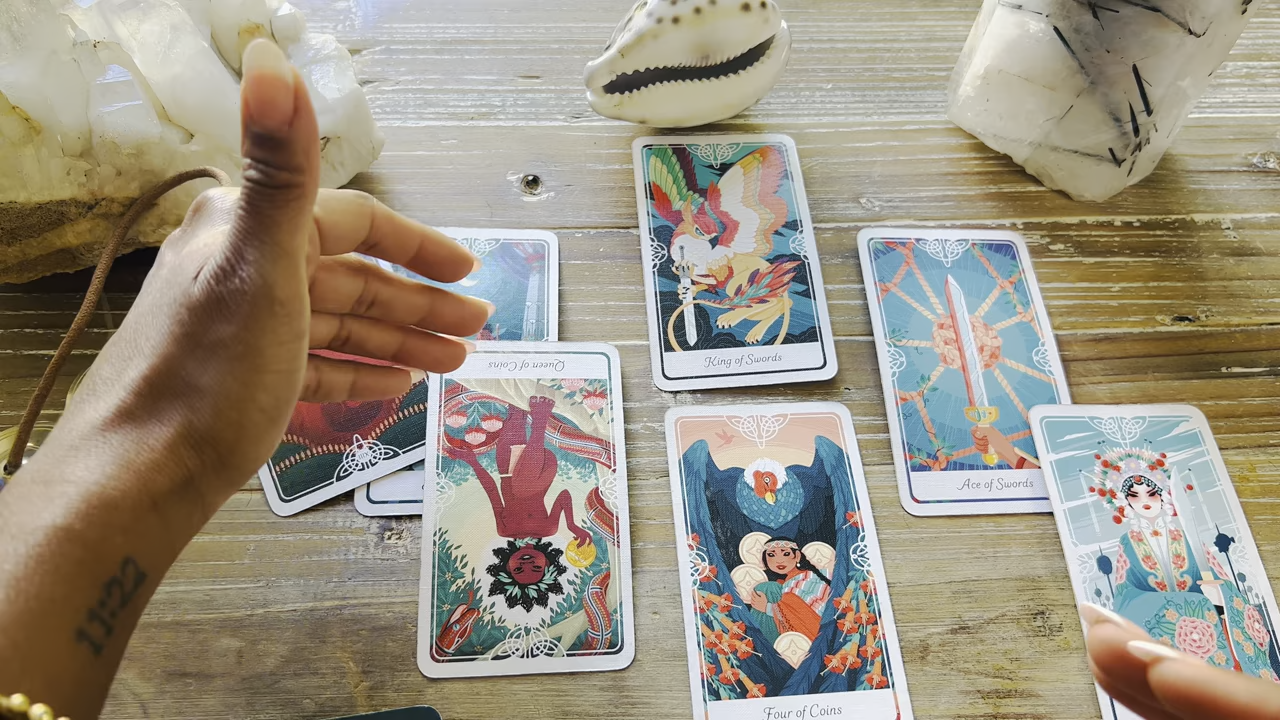 King of Swords
Queen of Coins
Ace of Swords
Four of Coins
11:22